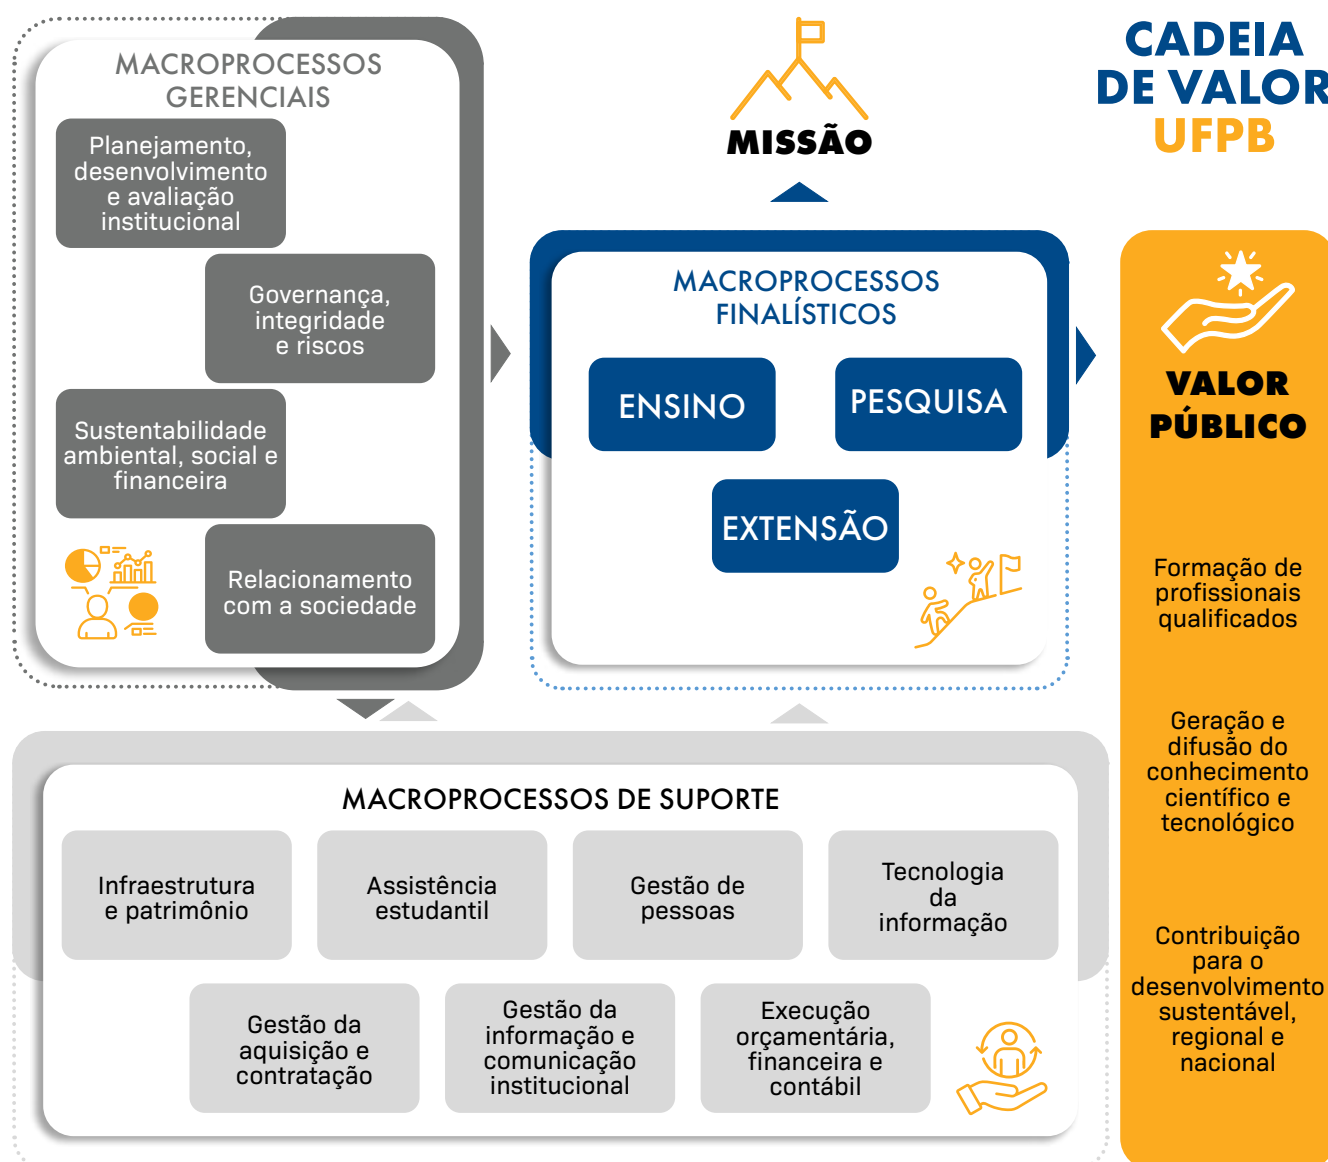 MACROPROCESSOS
GERENCIAIS
Planejamento,
desenvolvimento
e avaliação
institucional
Governança,
integridade
e riscos
Sustentabilidade
ambiental, social e
financeira
Relacionamento
com a sociedade
MISSÃO
CADEIA
DE VALOR
UFPB
MACROPROCESSOS
FINALÍSTICOS
ENSINO
PESQUISA
EXTENSÃO
VALOR
PÚBLICO
Formação de
profissionais
qualificados
Geração e
difusão do
conhecimento
científico e
tecnológico
Contribuição
para o
desenvolvimento
sustentável,
regional e
nacional
MACROPROCESSOS DE SUPORTE
Infraestrutura
e patrimônio
Assistência
estudantil
Gestão de
pessoas
Tecnologia
da
informação
Gestão da
aquisição e
contratação
Gestão da
informação e
comunicação
institucional
Execução
orçamentária,
financeira e
contábil